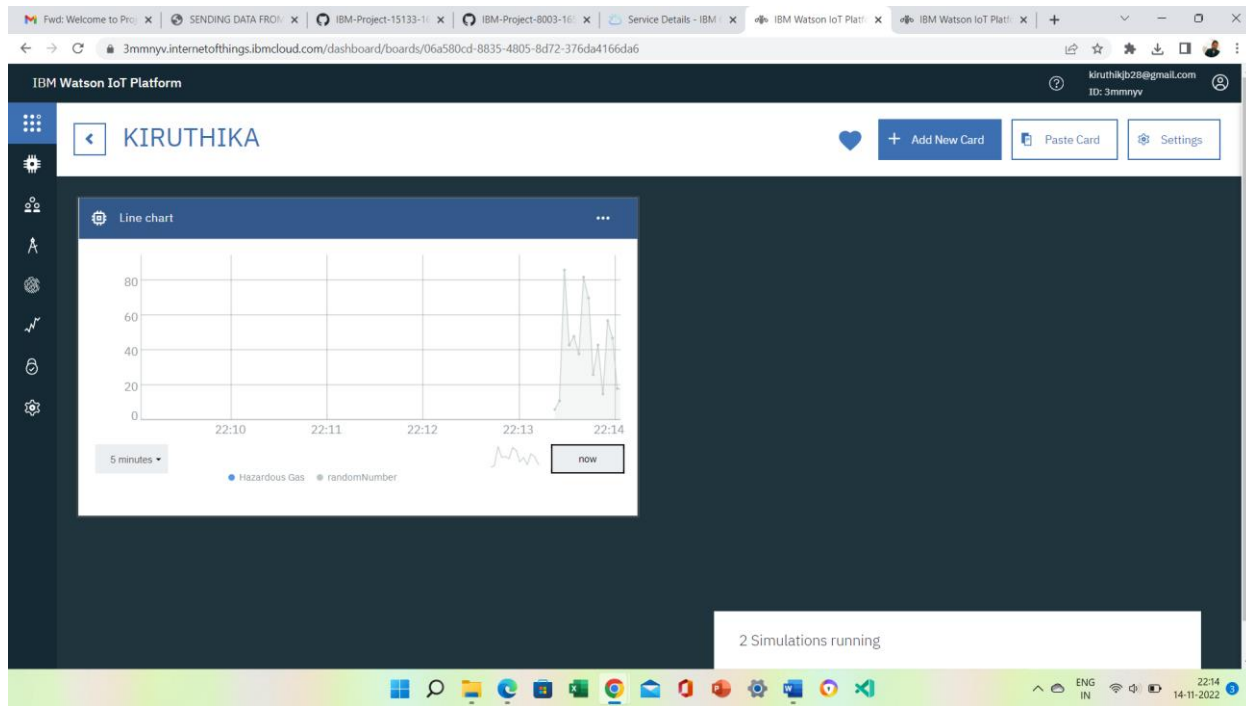 Fwd: Welcome to Proj
SENDING DATA FROM
IBM-Project-15133-16
IBM-Project-8003-165
Service Details - IBM
IBM Watson IoT Platf
IBM Watson IoT Platf
3mmnyv.internetofthings.ibmcloud.com/dashboard/boards/06a580cd-8835-4805-8d72-376da4166da6
IBM Watson IoT Platform
kiruthikjb28@gmail.com
ID: 3mmnyv
KIRUTHIKA
Add New Card
Paste Card
Settings
Line chart
80
60
40
20
0
22:10 22:11 22:12 22:13 22:14
5 minutes
now
Hazardous Gas randomNumber
2 Simulations running
ENG
IN
22:14
14-11-2022
3